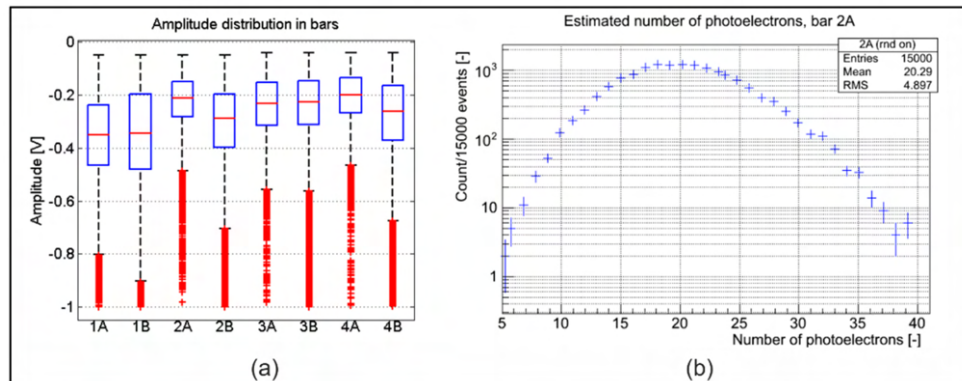 Amplitude distribution in bars
Amplitude [V]
0
-0.2
-0.4
-0.6
-0.8
-1
1A 1B 2A 2B 3A 3B 4A 4B
(a)
Estimated number of photoelectrons, bar 2A
2A (rnd on)
Entries 15000
Mean 20.29
RMS 4.897
Count/15000 events [-]
10³
10²
10
1
5 10 15 20 25 30 35 40
Number of photoelectrons [-]
(b)